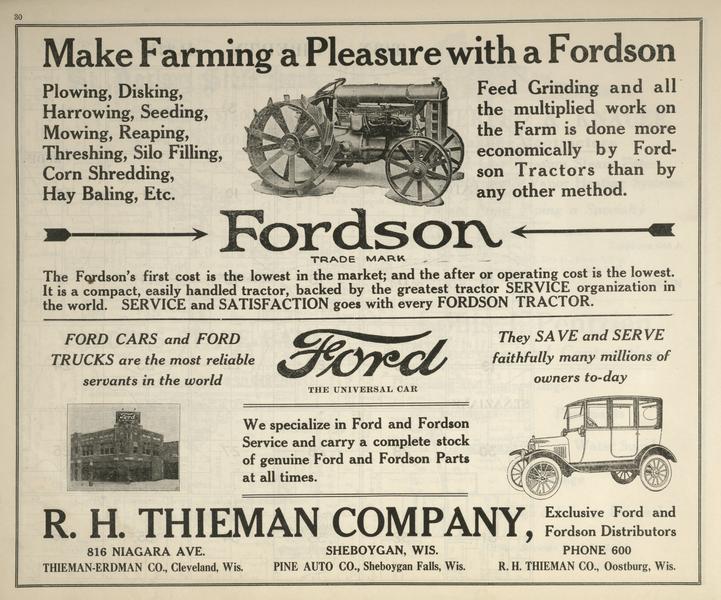 30
Make Farming a Pleasure with a Fordson
Plowing, Disking,
Harrowing, Seeding,
Mowing, Reaping,
Threshing, Silo Filling,
Corn Shredding,
Hay Baling, Etc.
Feed Grinding and all
the multiplied work on
the Farm is done more
economically by Ford-
son Tractors than by
any other method.
Fordson
TRADE MARK
The Fordson's first cost is the lowest in the market; and the after or operating cost is the lowest.
It is a compact, easily handled tractor, backed by the greatest tractor SERVICE organization in
the world. SERVICE and SATISFACTION goes with every FORDSON TRACTOR.
FORD CARS and FORD
TRUCKS are the most reliable
servants in the world
Ford
THE UNIVERSAL CAR
They SAVE and SERVE
faithfully many millions of
owners to-day
Ford
We specialize in Ford and Fordson
Service and carry a complete stock
of genuine Ford and Fordson Parts
at all times.
R. H. THIEMAN COMPANY,
Exclusive Ford and
Fordson Distributors
816 NIAGARA AVE.
SHEBOYGAN, WIS.
PHONE 600
THIEMAN-ERDMAN CO., Cleveland, Wis.
PINE AUTO CO., Sheboygan Falls, Wis.
R. H. THIEMAN CO., Oostburg, Wis.